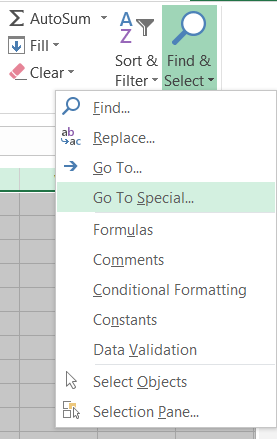 AutoSum
Fill
Clear
Sort &
Filter
Find &
Select
Find...
Replace...
Go To...
Go To Special...
Formulas
Comments
Conditional Formatting
Constants
Data Validation
Select Objects
Selection Pane...